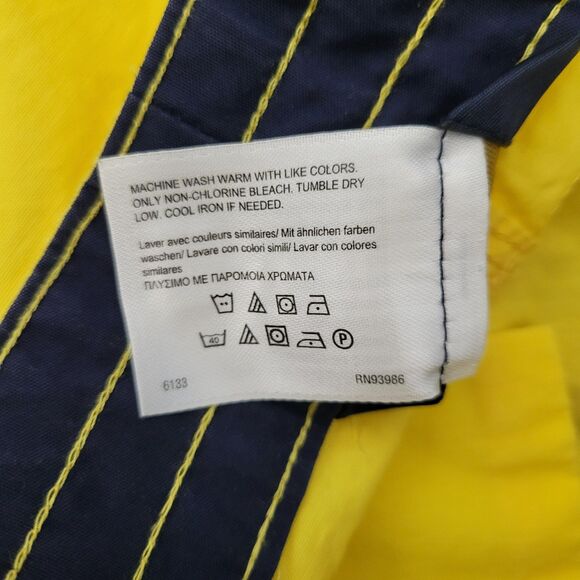 MACHINE WASH WARM WITH LIKE COLORS.
ONLY NON-CHLORINE BLEACH. TUMBLE DRY
LOW. COOL IRON IF NEEDED.
Laver avec couleurs similaires/ Mit ähnlichen farben
waschen/ Lavare con colori simili/ Lavar con colores
similares
ΠΛΥΣΙΜΟ ΜΕ ΠΑΡΟΜΟΙΑ ΧΡΩΜΑΤΑ
40 P
6133 RN93986